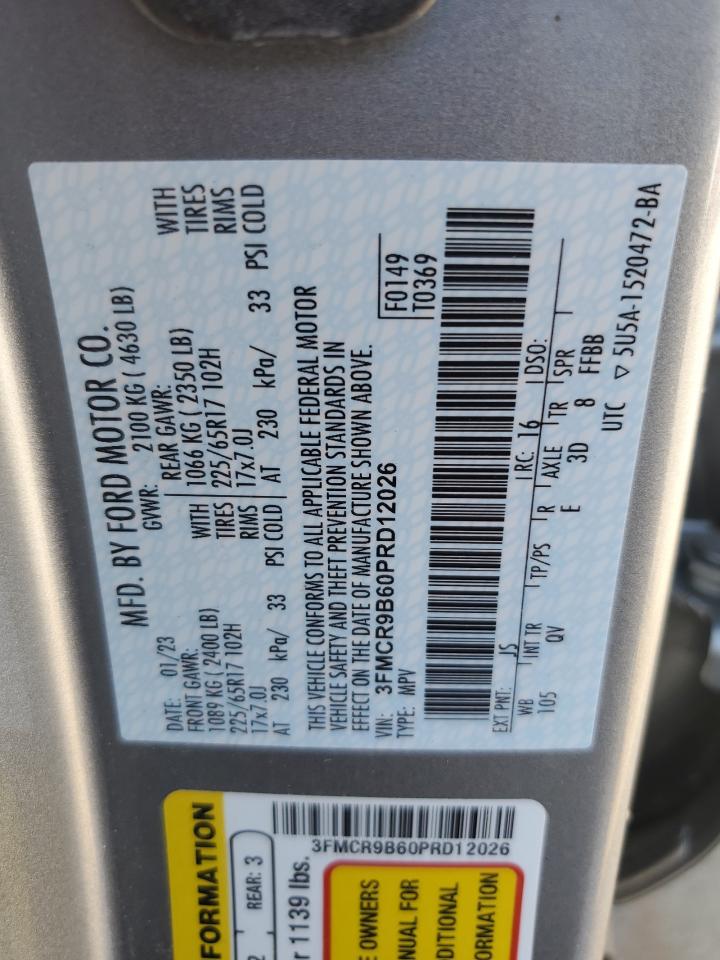 MFD. BY FORD MOTOR CO.
DATE: 01/23 GVWR: 2100 KG ( 4630 LB)
FRONT GAWR: REAR GAWR:
1089 KG ( 2400 LB) WITH 1066 KG ( 2350 LB) WITH
225/65R17 102H TIRES 225/65R17 102H TIRES
17x7.0J RIMS 17x7.0J RIMS
AT 230 kPa/ 33 PSI COLD AT 230 kPa/ 33 PSI COLD
THIS VEHICLE CONFORMS TO ALL APPLICABLE FEDERAL MOTOR
VEHICLE SAFETY AND THEFT PREVENTION STANDARDS IN
EFFECT ON THE DATE OF MANUFACTURE SHOWN ABOVE.
VIN: 3FMCR9B60PRD12026 F0149
TYPE: MPV T0369
EXT PNT: JS RC: 16 DSO:
WB INT TR TP/PS R AXLE TR SPR
105 QV E 3D 8 FFBB
UTC ▽ 5U5A-1520472-BA
FORMATION
2 REAR: 3
r 1139 lbs.
3FMCR9B60PRD12026
E OWNERS
NUAL FOR
DITIONAL
ORMATION